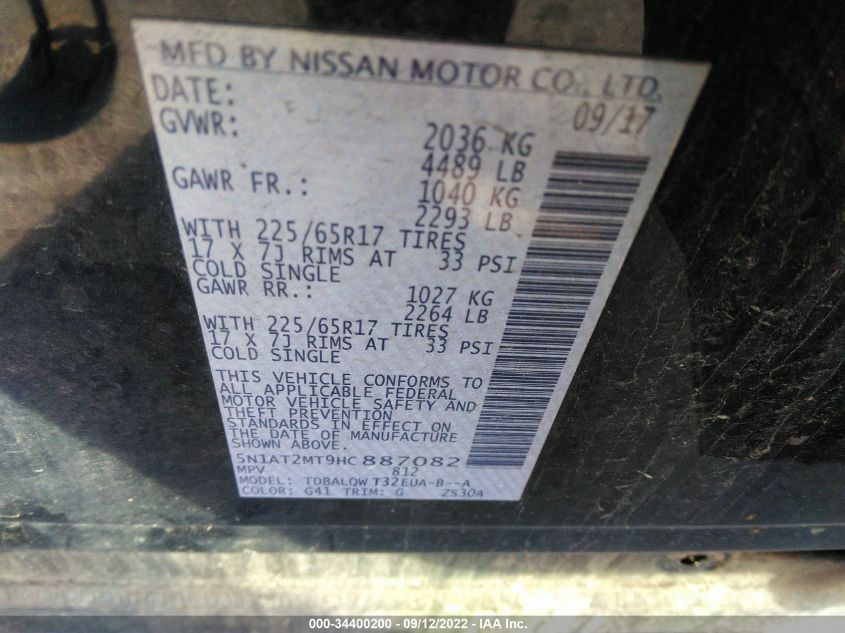 MFD BY NISSAN MOTOR CO., LTD.
DATE: 09/17
GVWR: 2036 KG
4489 LB
GAWR FR.: 1040 KG
2293 LB
WITH 225/65R17 TIRES
17 X 7J RIMS AT 33 PSI
COLD SINGLE
GAWR RR.: 1027 KG
2264 LB
WITH 225/65R17 TIRES
17 X 7J RIMS AT 33 PSI
COLD SINGLE
THIS VEHICLE CONFORMS TO
ALL APPLICABLE FEDERAL
MOTOR VEHICLE SAFETY AND
THEFT PREVENTION
STANDARDS IN EFFECT ON
THE DATE OF MANUFACTURE
SHOWN ABOVE.
5N1AT2MT9HC887082
MPV 812
MODEL: TDBALQW T32EUA-B--A
COLOR: G41 TRIM: G ZS30A
000-34400200 - 09/12/2022 - IAA Inc.